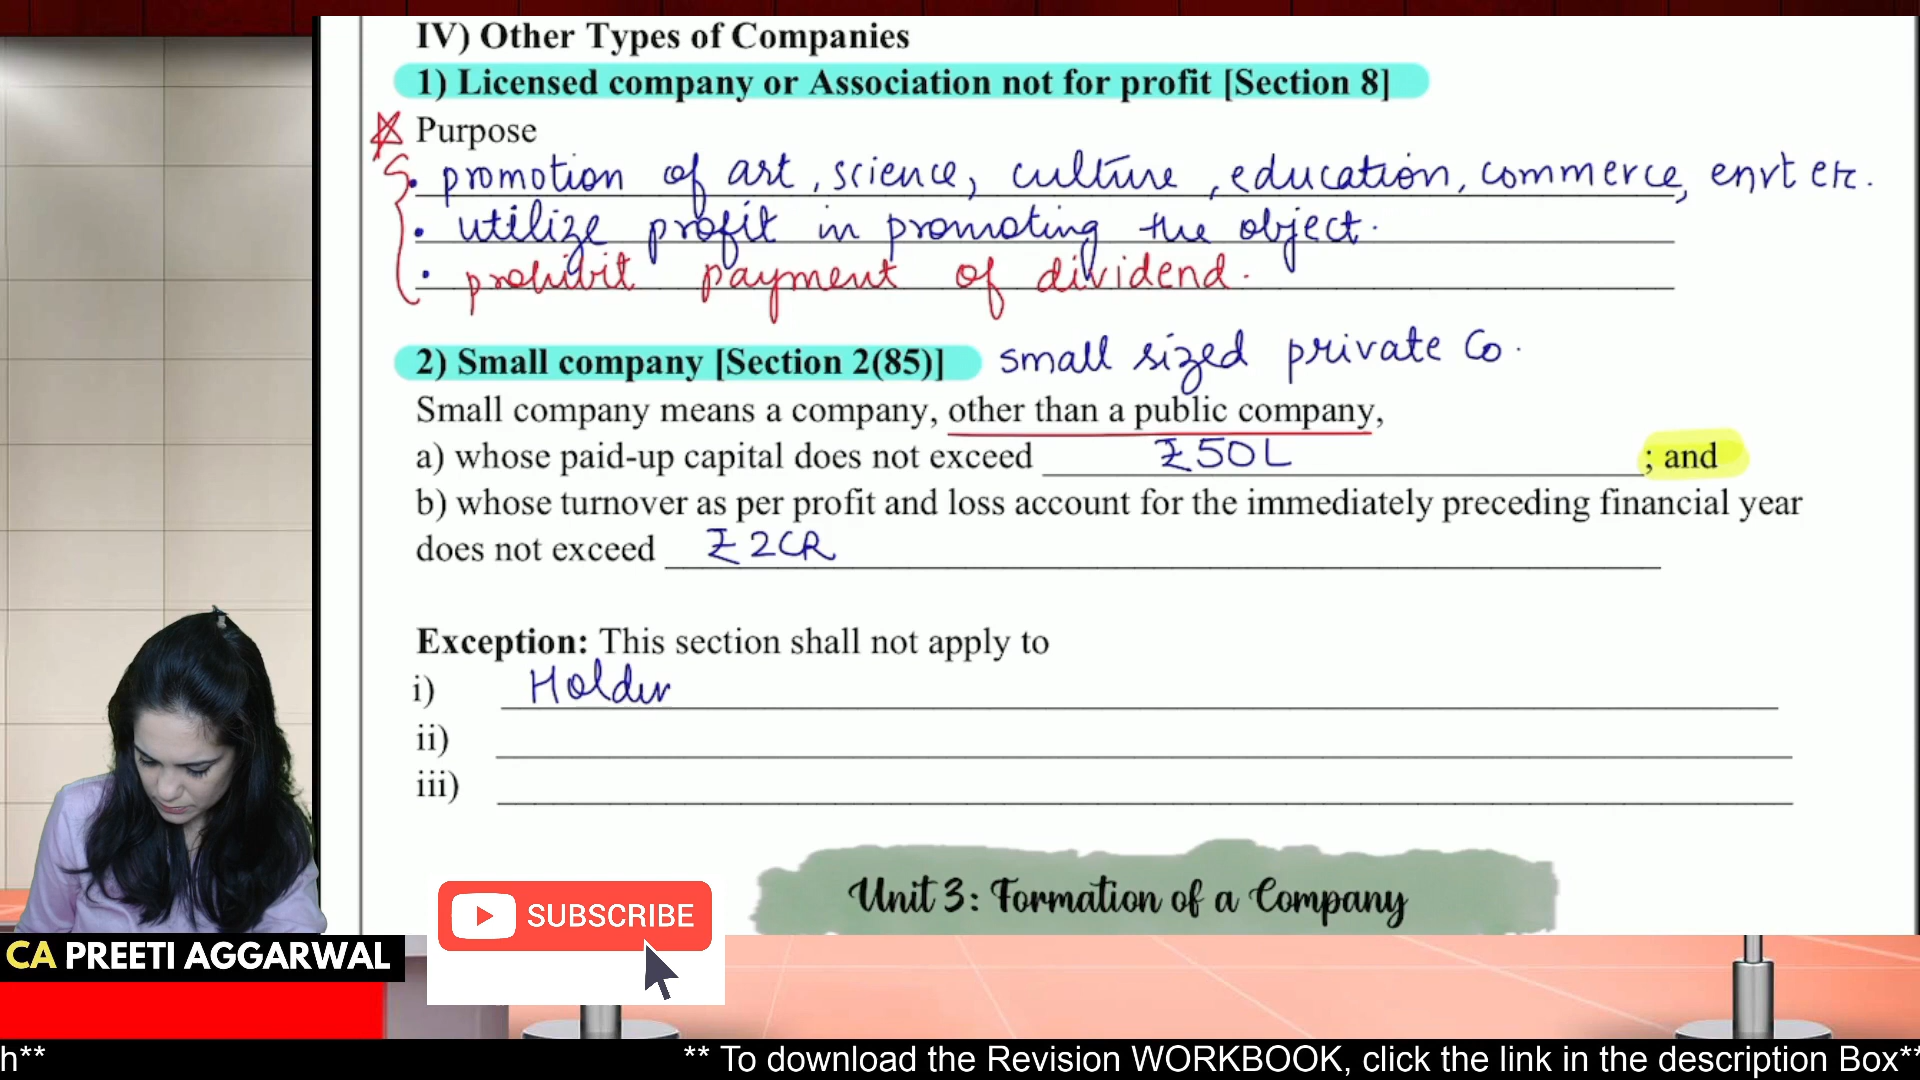 IV) Other Types of Companies
1) Licensed company or Association not for profit [Section 8]
Purpose
• promotion of art, science, culture, education, commerce, envt etc.
• utilize profit in promoting the object.
• prohibit payment of dividend.
2) Small company [Section 2(85)] small sized private Co.
Small company means a company, other than a public company,
a) whose paid-up capital does not exceed ₹50L ; and
b) whose turnover as per profit and loss account for the immediately preceding financial year
does not exceed ₹2CR
Exception: This section shall not apply to
i) Holder
ii)
iii)
Unit 3: Formation of a Company
SUBSCRIBE
CA PREETI AGGARWAL
h** ** To download the Revision WORKBOOK, click the link in the description Box**